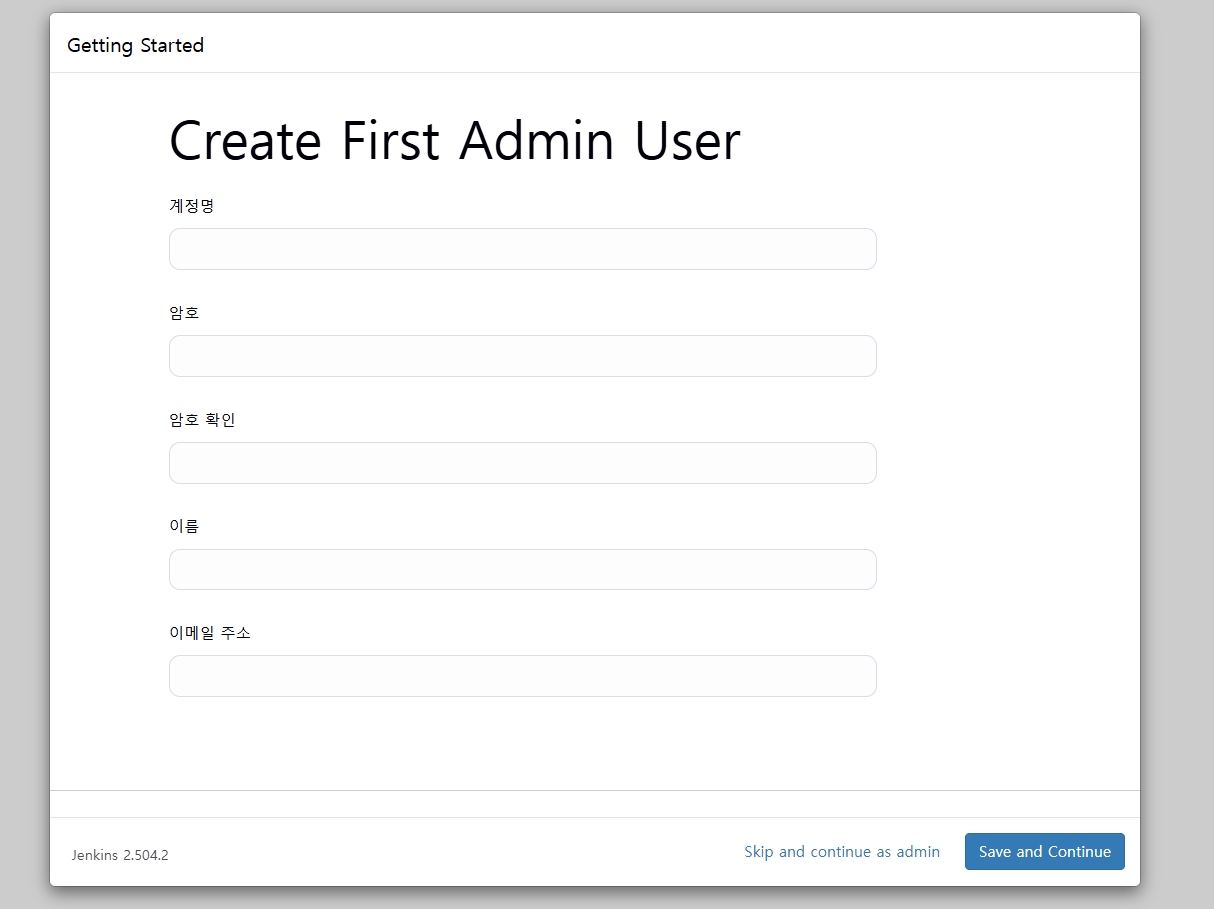 Getting Started
Create First Admin User
계정명
암호
암호 확인
이름
이메일 주소
Jenkins 2.504.2
Skip and continue as admin
Save and Continue